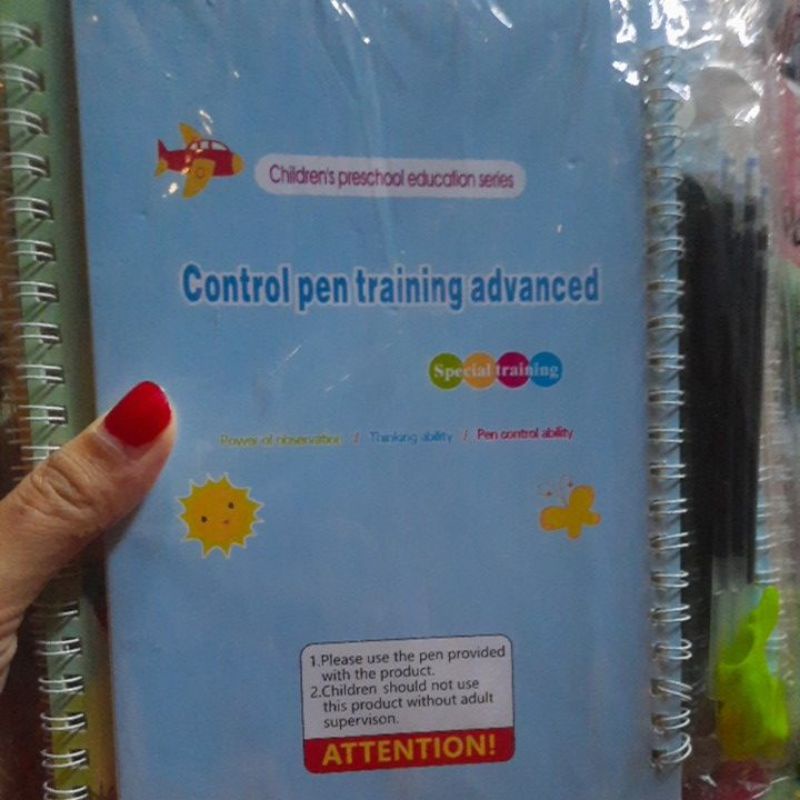 Children's preschool education series
Control pen training advanced
Special training
Power of observation / Thinking ability / Pen control ability
1.Please use the pen provided
with the product.
2.Children should not use
this product without adult
supervison.
ATTENTION!